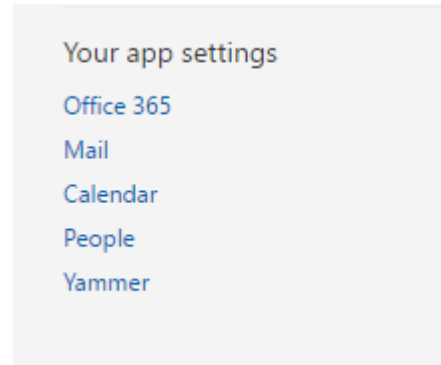 Your app settings
Office 365
Mail
Calendar
People
Yammer